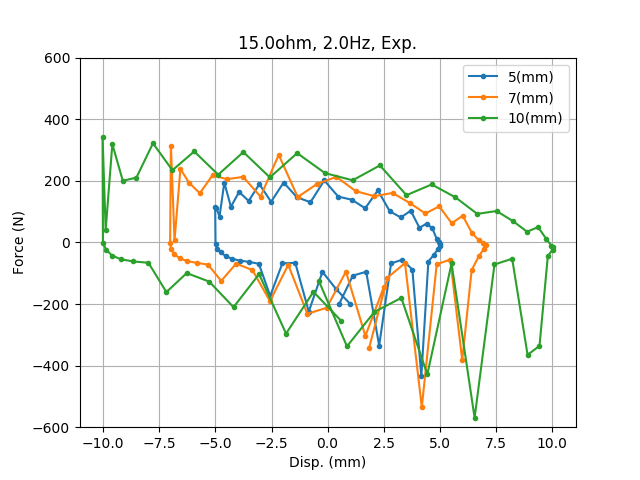 15.0ohm, 2.0Hz, Exp.
5(mm)
7(mm)
10(mm)
Force (N)
600
400
200
0
−200
−400
−600
−10.0 −7.5 −5.0 −2.5 0.0 2.5 5.0 7.5 10.0
Disp. (mm)